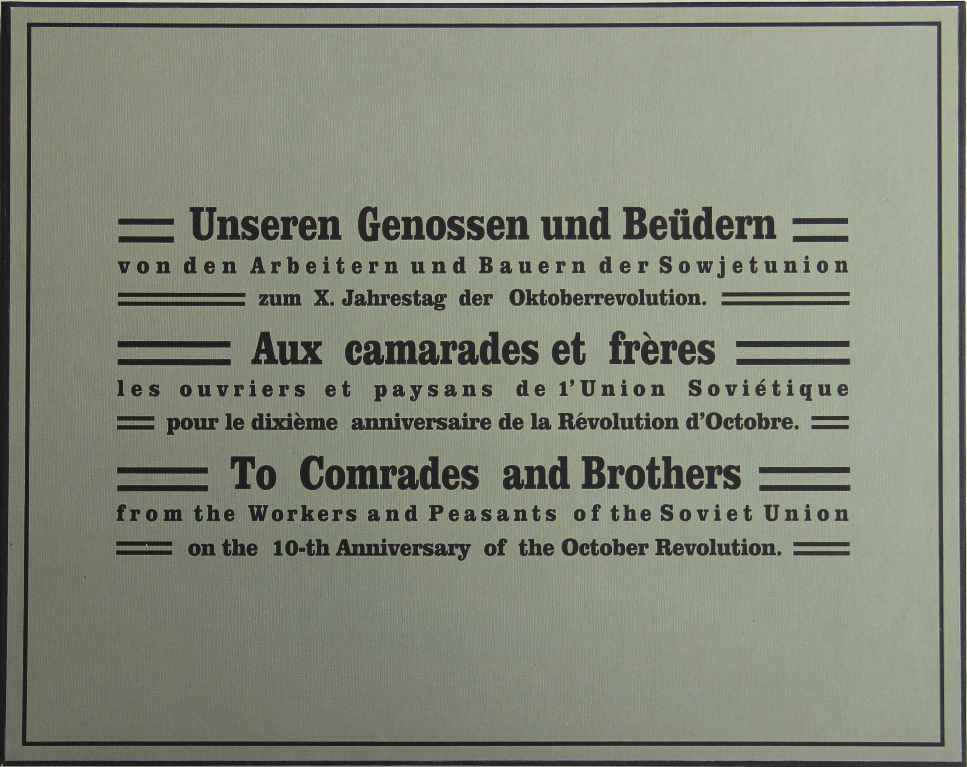 Unseren Genossen und Beüdern
von den Arbeitern und Bauern der Sowjetunion
zum X. Jahrestag der Oktoberrevolution.
Aux camarades et frères
les ouvriers et paysans de l'Union Soviétique
pour le dixième anniversaire de la Révolution d'Octobre.
To Comrades and Brothers
from the Workers and Peasants of the Soviet Union
on the 10-th Anniversary of the October Revolution.